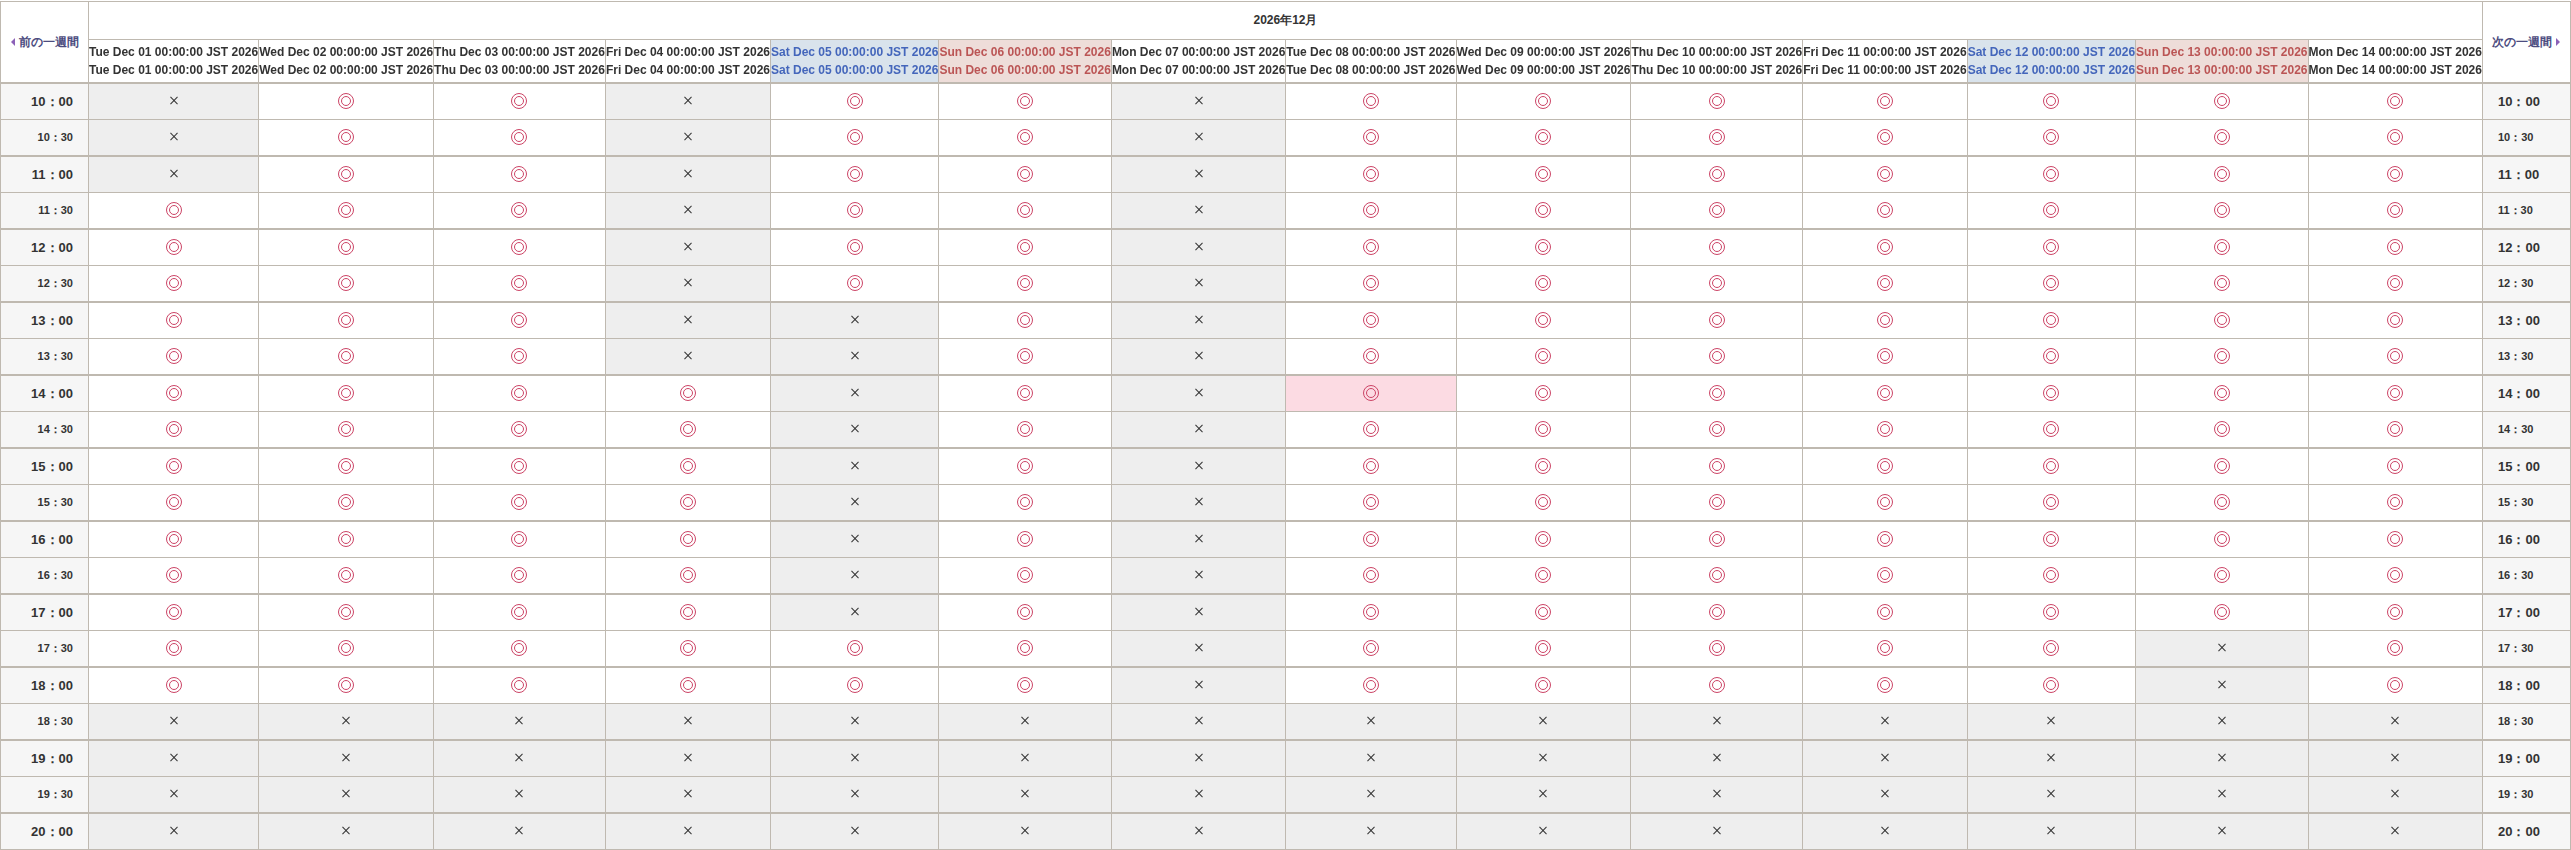 前の一週間 2026年12月 次の一週間
Tue Dec 01 00:00:00 JST 2026 Wed Dec 02 00:00:00 JST 2026 Thu Dec 03 00:00:00 JST 2026 Fri Dec 04 00:00:00 JST 2026 Sat Dec 05 00:00:00 JST 2026 Sun Dec 06 00:00:00 JST 2026 Mon Dec 07 00:00:00 JST 2026 Tue Dec 08 00:00:00 JST 2026 Wed Dec 09 00:00:00 JST 2026 Thu Dec 10 00:00:00 JST 2026 Fri Dec 11 00:00:00 JST 2026 Sat Dec 12 00:00:00 JST 2026 Sun Dec 13 00:00:00 JST 2026 Mon Dec 14 00:00:00 JST 2026
Tue Dec 01 00:00:00 JST 2026 Wed Dec 02 00:00:00 JST 2026 Thu Dec 03 00:00:00 JST 2026 Fri Dec 04 00:00:00 JST 2026 Sat Dec 05 00:00:00 JST 2026 Sun Dec 06 00:00:00 JST 2026 Mon Dec 07 00:00:00 JST 2026 Tue Dec 08 00:00:00 JST 2026 Wed Dec 09 00:00:00 JST 2026 Thu Dec 10 00:00:00 JST 2026 Fri Dec 11 00:00:00 JST 2026 Sat Dec 12 00:00:00 JST 2026 Sun Dec 13 00:00:00 JST 2026 Mon Dec 14 00:00:00 JST 2026
10：00 × ◎ ◎ × ◎ ◎ × ◎ ◎ ◎ ◎ ◎ ◎ ◎ 10：00
10：30 × ◎ ◎ × ◎ ◎ × ◎ ◎ ◎ ◎ ◎ ◎ ◎ 10：30
11：00 × ◎ ◎ × ◎ ◎ × ◎ ◎ ◎ ◎ ◎ ◎ ◎ 11：00
11：30 ◎ ◎ ◎ × ◎ ◎ × ◎ ◎ ◎ ◎ ◎ ◎ ◎ 11：30
12：00 ◎ ◎ ◎ × ◎ ◎ × ◎ ◎ ◎ ◎ ◎ ◎ ◎ 12：00
12：30 ◎ ◎ ◎ × ◎ ◎ × ◎ ◎ ◎ ◎ ◎ ◎ ◎ 12：30
13：00 ◎ ◎ ◎ × × ◎ × ◎ ◎ ◎ ◎ ◎ ◎ ◎ 13：00
13：30 ◎ ◎ ◎ × × ◎ × ◎ ◎ ◎ ◎ ◎ ◎ ◎ 13：30
14：00 ◎ ◎ ◎ ◎ × ◎ × ◎ ◎ ◎ ◎ ◎ ◎ ◎ 14：00
14：30 ◎ ◎ ◎ ◎ × ◎ × ◎ ◎ ◎ ◎ ◎ ◎ ◎ 14：30
15：00 ◎ ◎ ◎ ◎ × ◎ × ◎ ◎ ◎ ◎ ◎ ◎ ◎ 15：00
15：30 ◎ ◎ ◎ ◎ × ◎ × ◎ ◎ ◎ ◎ ◎ ◎ ◎ 15：30
16：00 ◎ ◎ ◎ ◎ × ◎ × ◎ ◎ ◎ ◎ ◎ ◎ ◎ 16：00
16：30 ◎ ◎ ◎ ◎ × ◎ × ◎ ◎ ◎ ◎ ◎ ◎ ◎ 16：30
17：00 ◎ ◎ ◎ ◎ × ◎ × ◎ ◎ ◎ ◎ ◎ ◎ ◎ 17：00
17：30 ◎ ◎ ◎ ◎ ◎ ◎ × ◎ ◎ ◎ ◎ ◎ × ◎ 17：30
18：00 ◎ ◎ ◎ ◎ ◎ ◎ × ◎ ◎ ◎ ◎ ◎ × ◎ 18：00
18：30 × × × × × × × × × × × × × × 18：30
19：00 × × × × × × × × × × × × × × 19：00
19：30 × × × × × × × × × × × × × × 19：30
20：00 × × × × × × × × × × × × × × 20：00